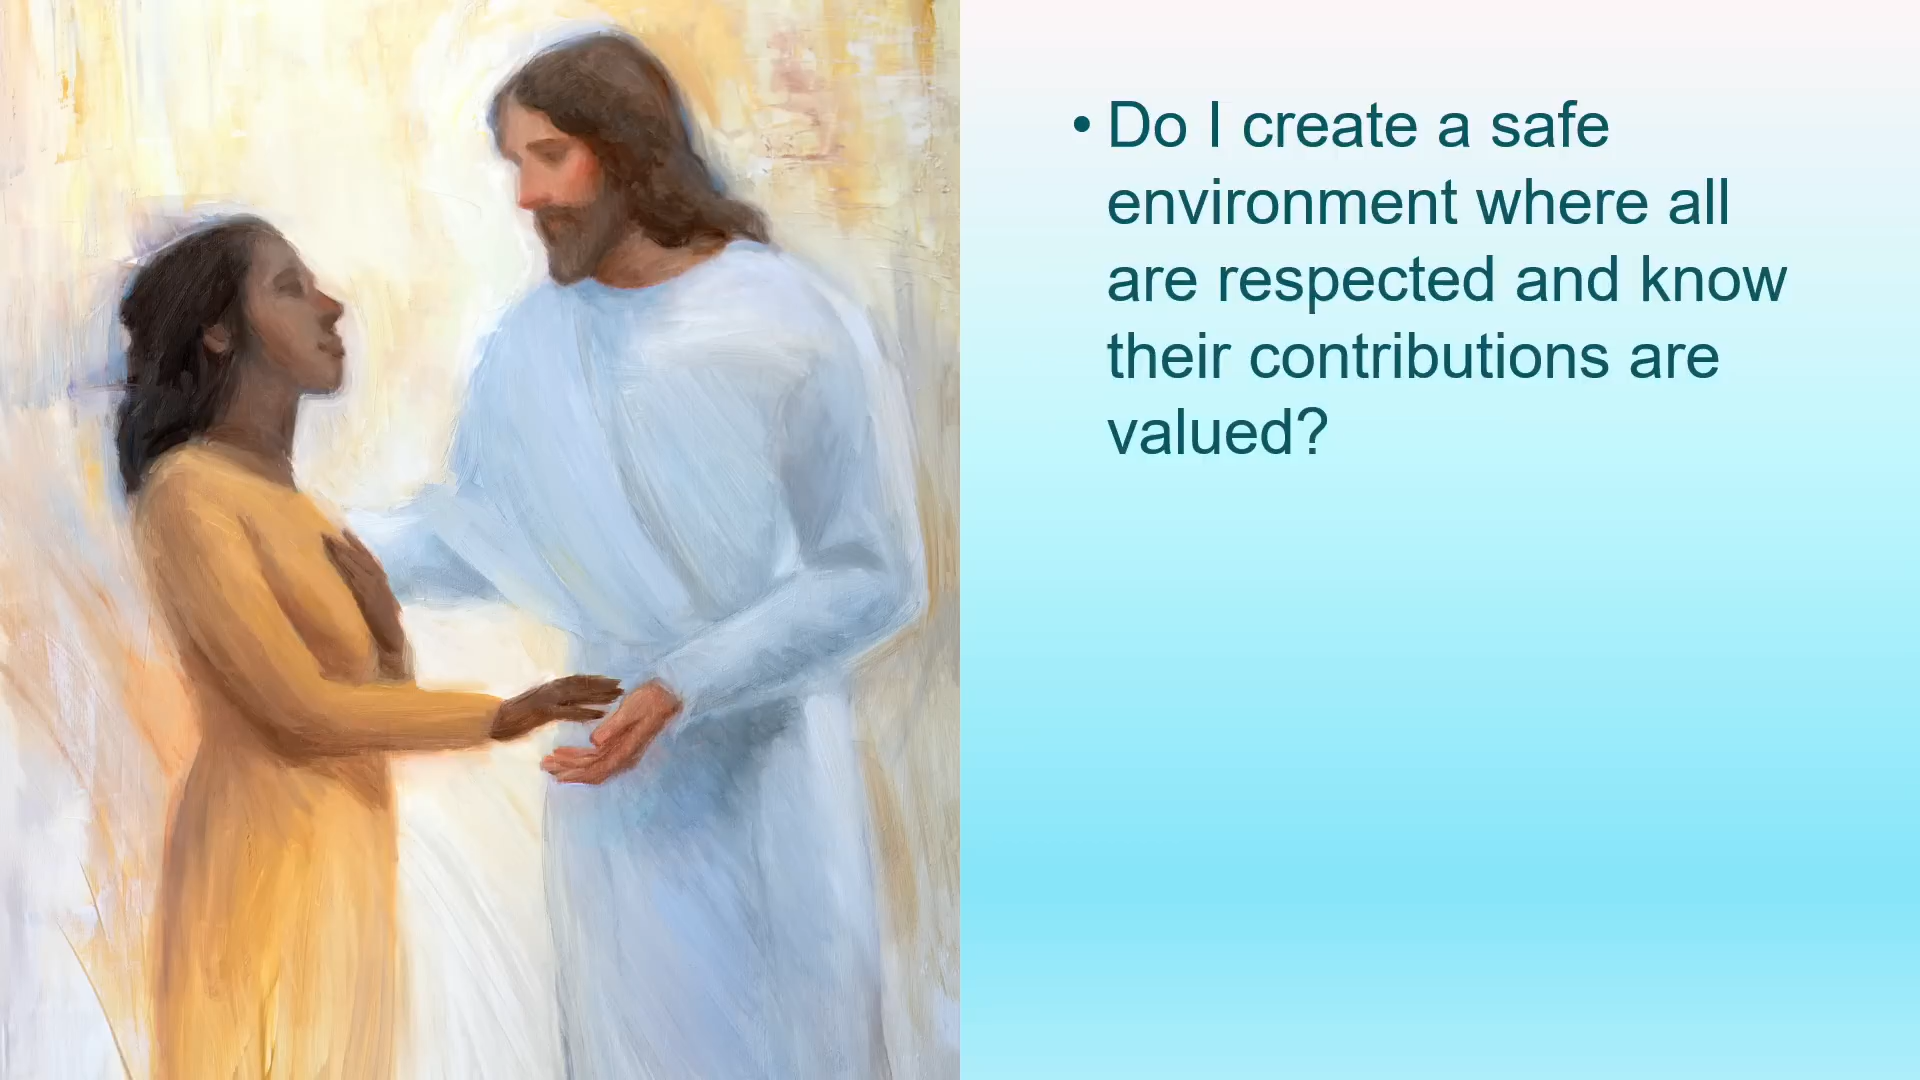 • Do I create a safe
environment where all
are respected and know
their contributions are
valued?